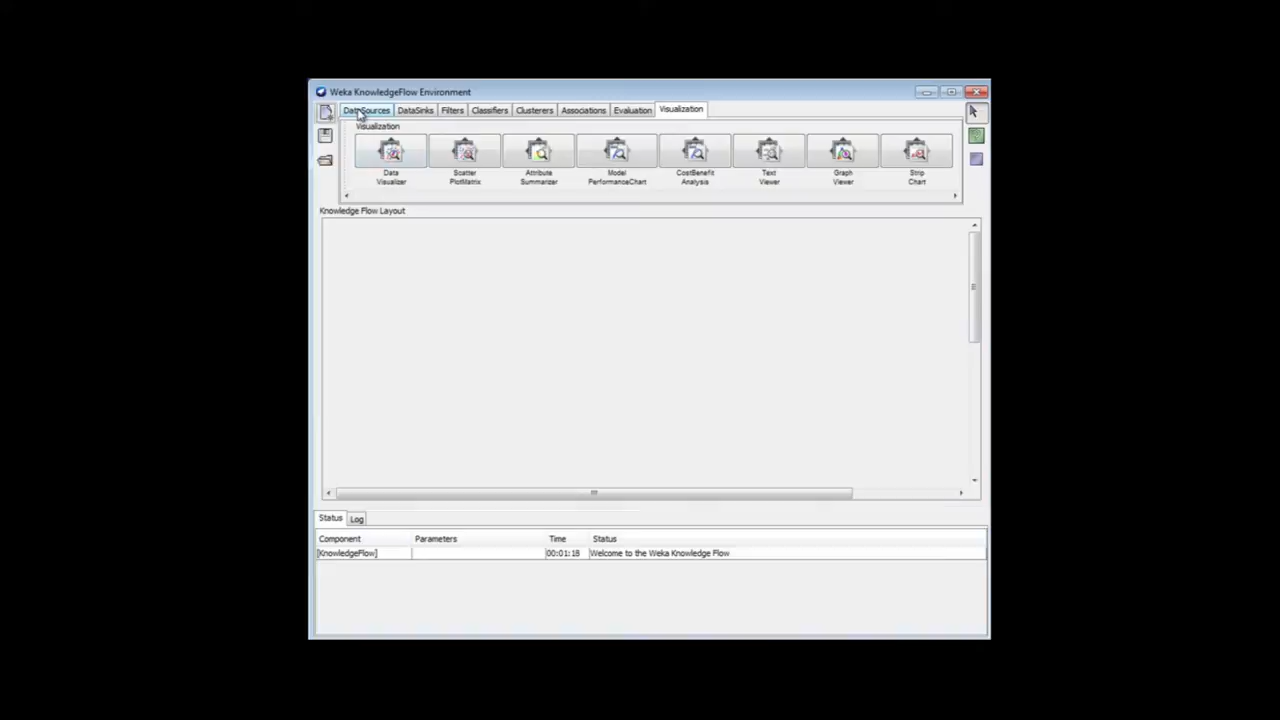 Weka KnowledgeFlow Environment
DataSources DataSinks Filters Classifiers Clusterers Associations Evaluation Visualization
Visualization
Data Visualizer
Scatter PlotMatrix
Attribute Summarizer
Model PerformanceChart
CostBenefit Analysis
Text Viewer
Graph Viewer
Strip Chart
Knowledge Flow Layout
Status Log
Component Parameters Time Status
[KnowledgeFlow] 00:01:18 Welcome to the Weka Knowledge Flow